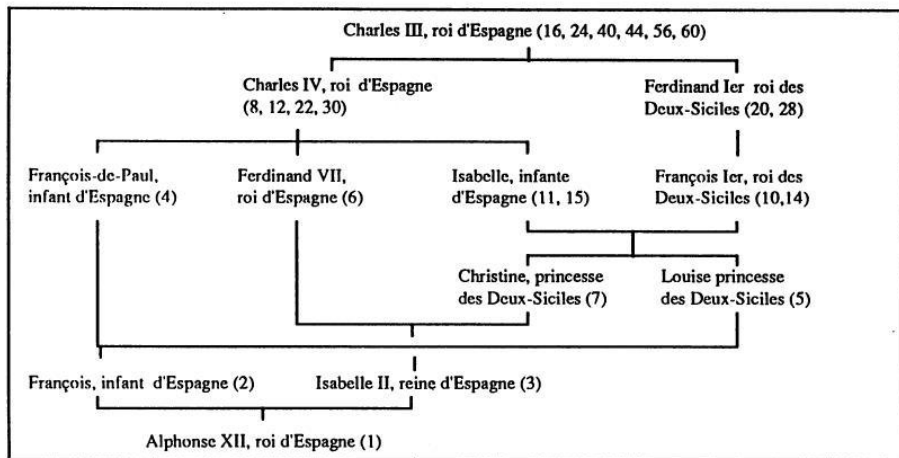 Charles III, roi d'Espagne (16, 24, 40, 44, 56, 60)
Charles IV, roi d'Espagne
(8, 12, 22, 30)
Ferdinand Ier roi des
Deux-Siciles (20, 28)
François-de-Paul,
infant d'Espagne (4)
Ferdinand VII,
roi d'Espagne (6)
Isabelle, infante
d'Espagne (11, 15)
François Ier, roi des
Deux-Siciles (10,14)
Christine, princesse
des Deux-Siciles (7)
Louise princesse
des Deux-Siciles (5)
François, infant d'Espagne (2)
Isabelle II, reine d'Espagne (3)
Alphonse XII, roi d'Espagne (1)